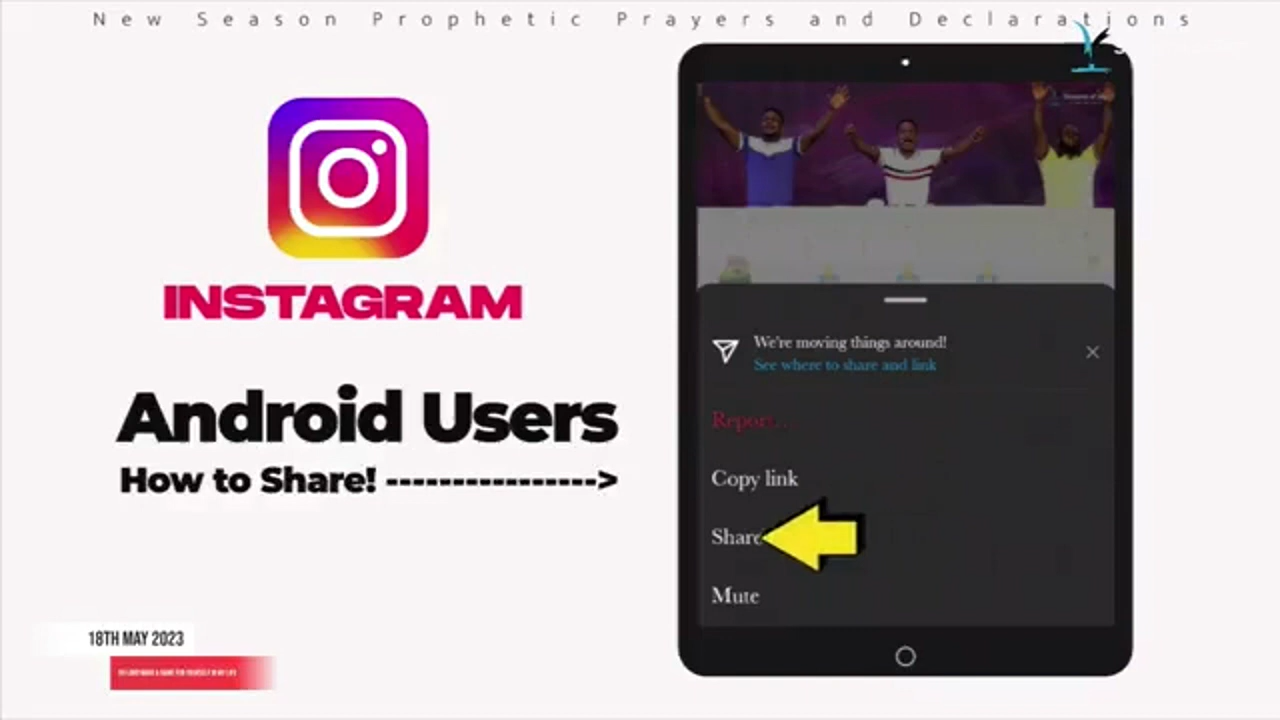 New Season Prophetic Prayers and Declarations
INSTAGRAM
Android Users
How to Share! ---------------->
We're moving things around!
See where to share and link
Report...
Copy link
Share
Mute
18TH MAY 2023